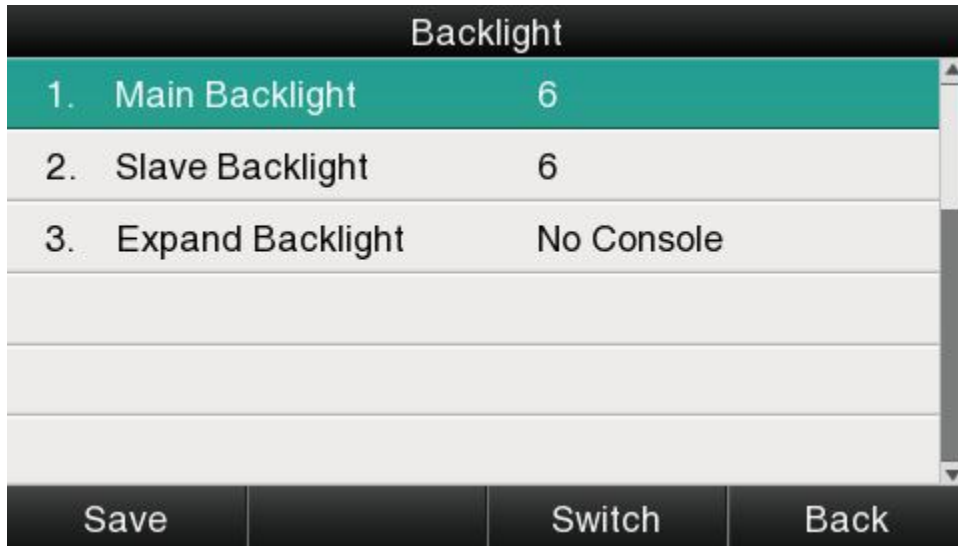 Backlight
1. Main Backlight 6
2. Slave Backlight 6
3. Expand Backlight No Console
Save Switch Back